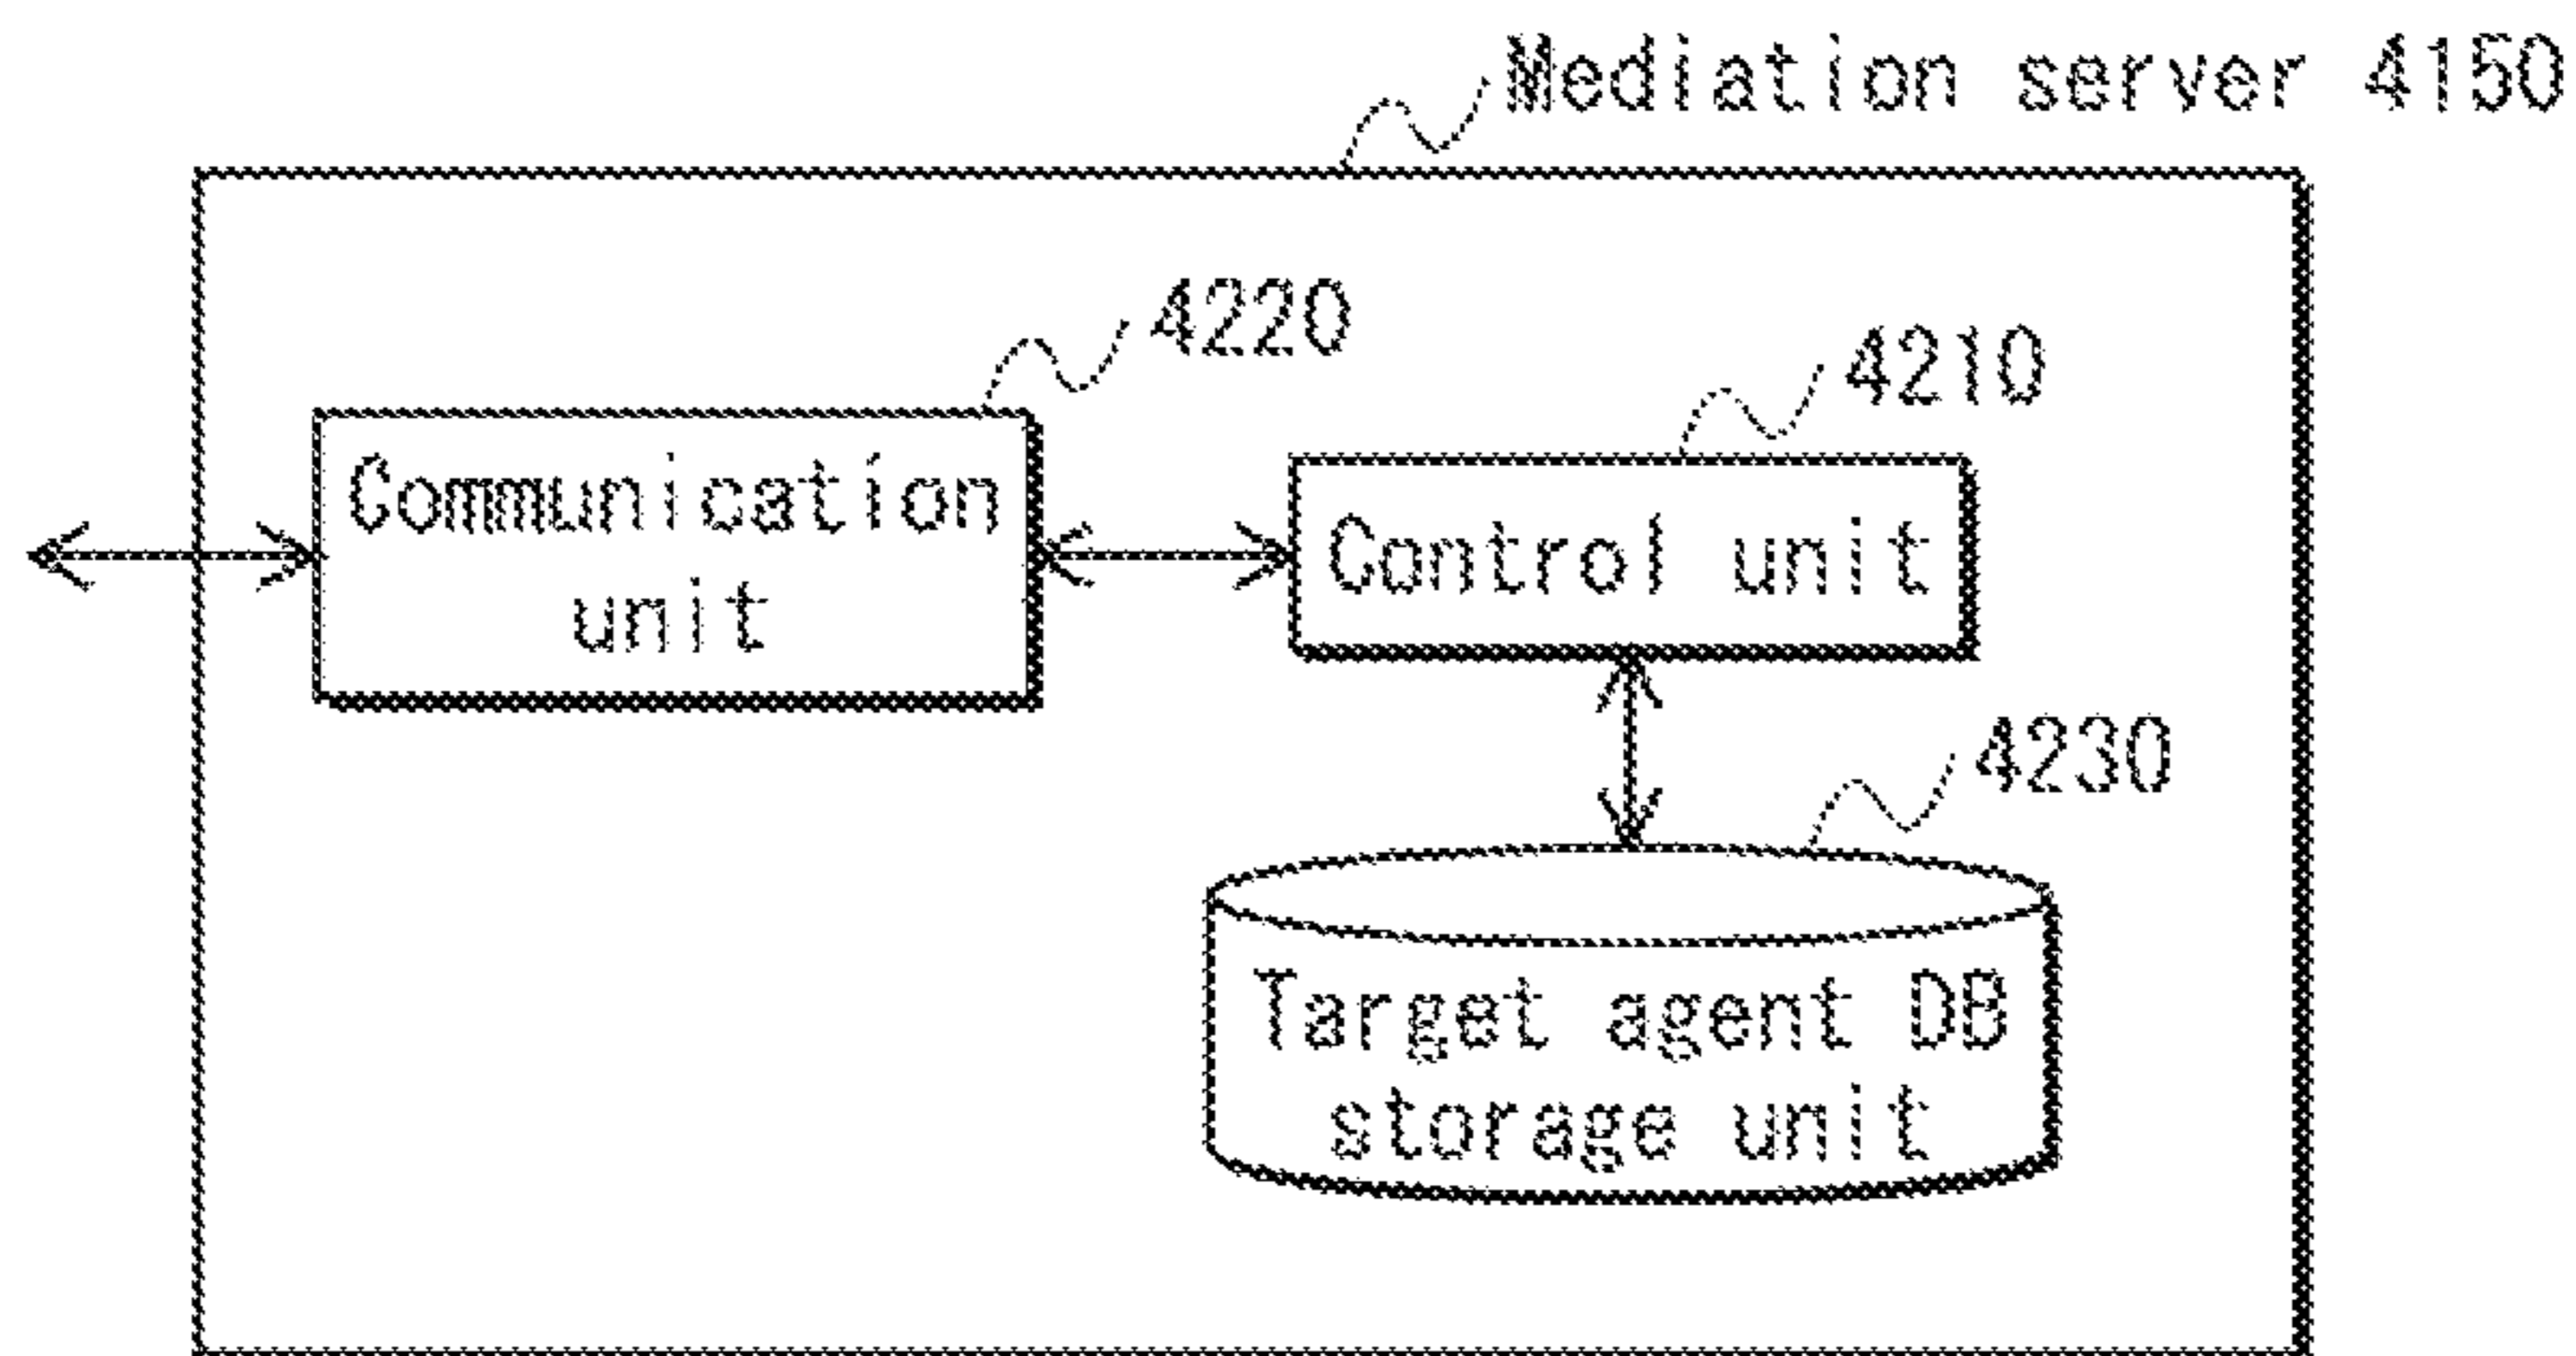 Mediation server 4150
4220
4210
Communication
unit
Control unit
4230
Target agent DB
storage unit